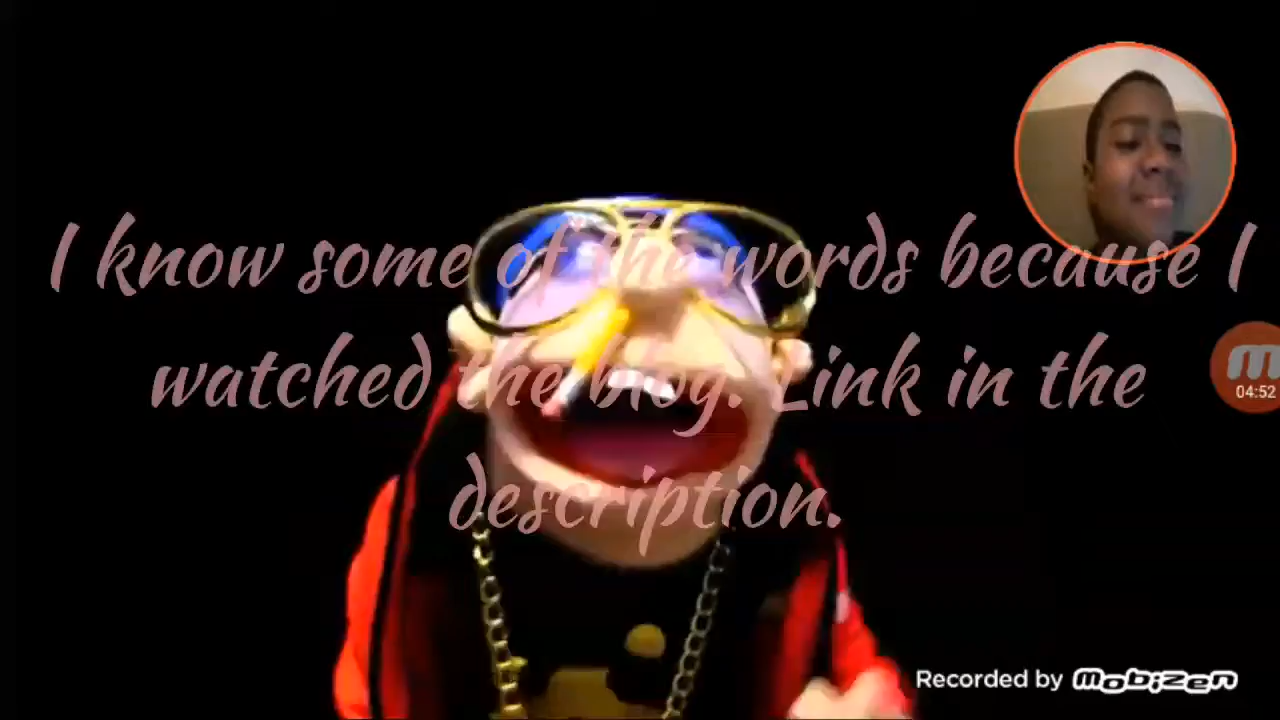 I know some of the words because I
watched the blog. Link in the
description.
04:52
Recorded by mobizen